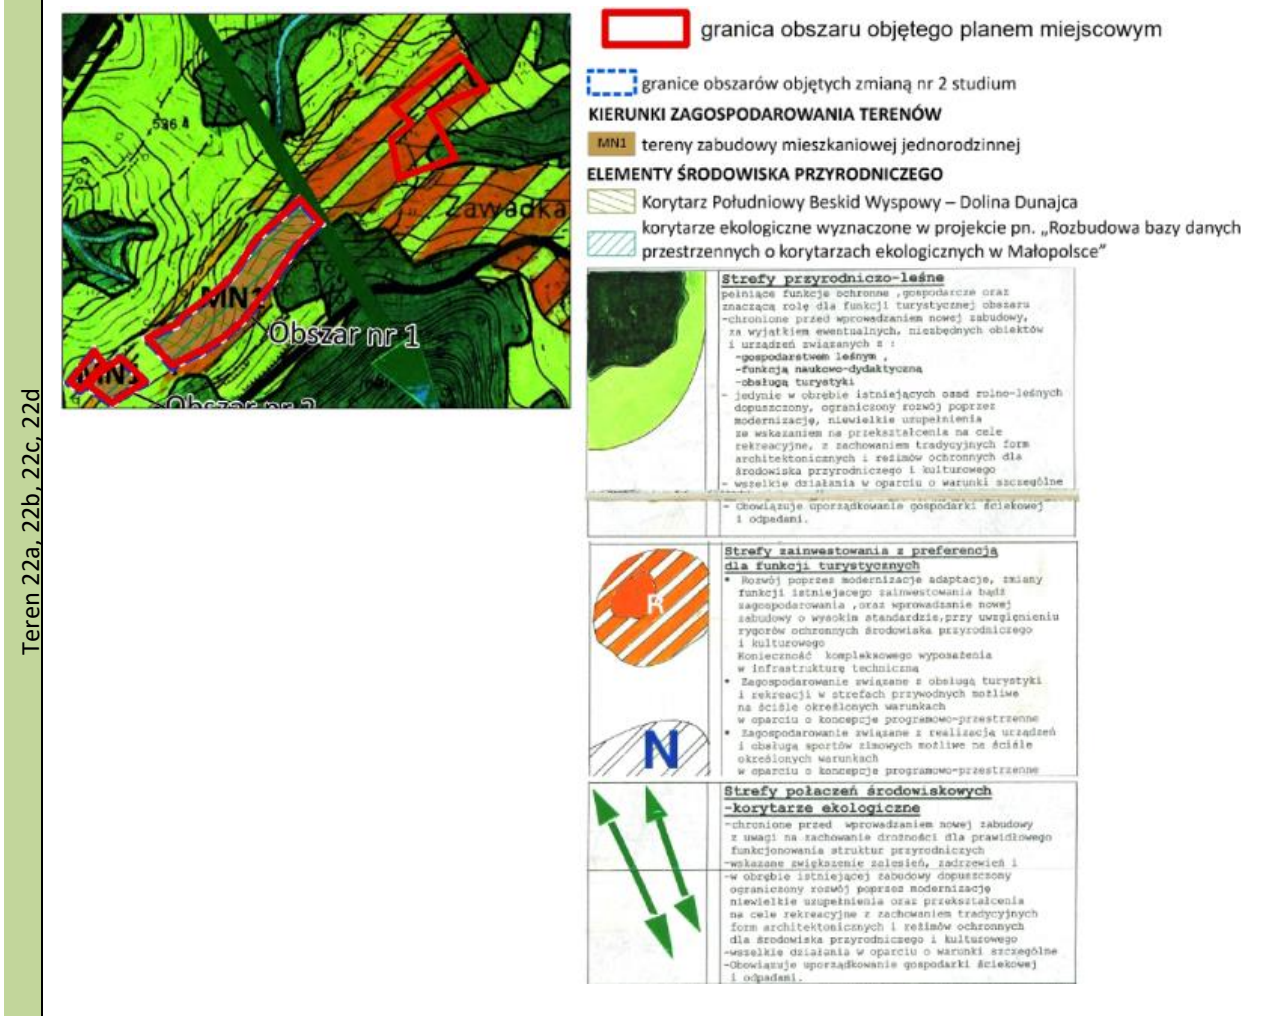 Teren 22a, 22b, 22c, 22d
536.4
Zawadka
MN1
Obszar nr 1
MN1
Obszar nr 2
granica obszaru objętego planem miejscowym
granice obszarów objętych zmianą nr 2 studium
KIERUNKI ZAGOSPODAROWANIA TERENÓW
MN1 tereny zabudowy mieszkaniowej jednorodzinnej
ELEMENTY ŚRODOWISKA PRZYRODNICZEGO
Korytarz Południowy Beskid Wyspowy – Dolina Dunajca
korytarze ekologiczne wyznaczone w projekcie pn. „Rozbudowa bazy danych
przestrzennych o korytarzach ekologicznych w Małopolsce”
Strefy przyrodniczo-leśne
pełniące funkcje ochronne ,gospodarcze oraz
znaczącą rolę dla funkcji turystycznej obszaru
-chronione przed wprowadzaniem nowej zabudowy,
za wyjątkiem ewentualnych, niezbędnych obiektów
i urządzeń związanych z :
-gospodarstwem leśnym ,
-funkcją naukowo-dydaktyczną
-obsługą turystyki
- jedynie w obrębie istniejących osad rolno-leśnych
dopuszczony, ograniczony rozwój poprzez
modernizację, niewielkie uzupełnienia
ze wskazaniem na przekształcenia na cele
rekreacyjne, z zachowaniem tradycyjnych form
architektonicznych i reżimów ochronnych dla
środowiska przyrodniczego i kulturowego
- wszelkie działania w oparciu o warunki szczególne
- Obowiązuje uporządkowanie gospodarki ściekowej
i odpadami.
R
Strefy zainwestowania z preferencją
dla funkcji turystycznych
• Rozwój poprzez modernizacje adaptacje, zmiany
funkcji istniejacego zainwestowania bądź
zagospodarowania ,oraz wprowadzanie nowej
zabudowy o wysokim standardzie,przy uwzględnieniu
rygorów ochronnych środowiska przyrodniczego
i kulturowego
Konieczność kompleksowego wyposażenia
w infrastrukturę techniczną
• Zagospodarowanie związane z obsługą turystyki
i rekreacji w strefach przywodnych możliwe
na ściśle określonych warunkach
w oparciu o koncepcje programowo-przestrzenne
• Zagospodarowanie związane z realizacją urządzeń
i obsługą sportów zimowych możliwe na ściśle
określonych warunkach
w oparciu o koncepcje programowo-przestrzenne
N
Strefy połaczeń środowiskowych
-korytarze ekologiczne
-chronione przed wprowadzaniem nowej zabudowy
z uwagi na zachowanie drożności dla prawidłowego
funkcjonowania struktur przyrodniczych
-wskazane zwiększenie zalesień, zadrzewień i
-w obrębie istniejącej zabudowy dopuszczony
ograniczony rozwój poprzez modernizację
niewielkie uzupełnienia oraz przekształcenia
na cele rekreacyjne z zachowaniem tradycyjnych
form architektonicznych i reżimów ochronnych
dla środowiska przyrodniczego i kulturowego
-wszelkie działania w oparciu o warunki szczególne
-Obowiązuje uporządkowanie gospodarki ściekowej
i odpadami.